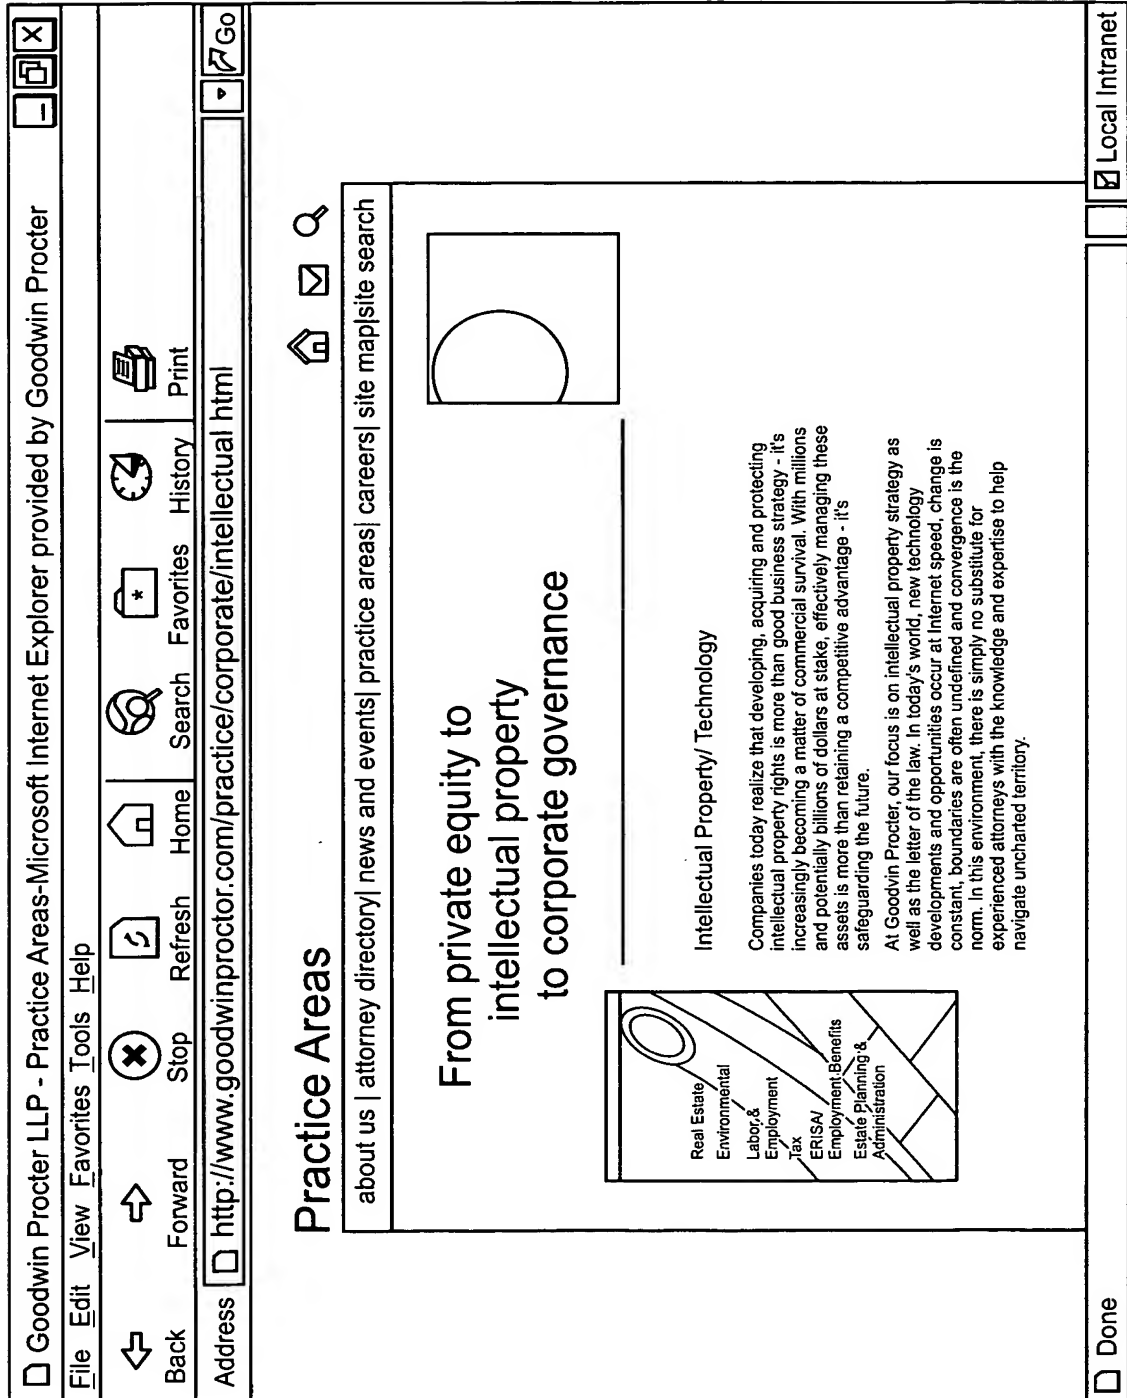 Goodwin Procter LLP - Practice Areas-Microsoft Internet Explorer provided by Goodwin Procter
File Edit View Favorites Tools Help
Back Forward Stop Refresh Home Search Favorites History Print
Address http://www.goodwinproctor.com/practice/corporate/intellectual html Go
Practice Areas
about us | attorney directory| news and events| practice areas| careers| site map|site search
From private equity to
intellectual property
to corporate governance
Real Estate
Environmental
Labor,&
Employment
Tax
ERISA/
Employment Benefits
Estate Planning &
Administration
Intellectual Property/ Technology
Companies today realize that developing, acquiring and protecting
intellectual property rights is more than good business strategy - it's
increasingly becoming a matter of commercial survival. With millions
and potentially billions of dollars at stake, effectively managing these
assets is more than retaining a competitive advantage - it's
safeguarding the future.
At Goodvin Procter, our focus is on intellectual property strategy as
well as the letter of the law. In today's world, new technology
developments and opportunities occur at Internet speed, change is
constant, boundaries are often undefined and convergence is the
norm. In this environment, there is simply no substitute for
experienced attorneys with the knowledge and expertise to help
navigate uncharted territory.
Done
Local Intranet